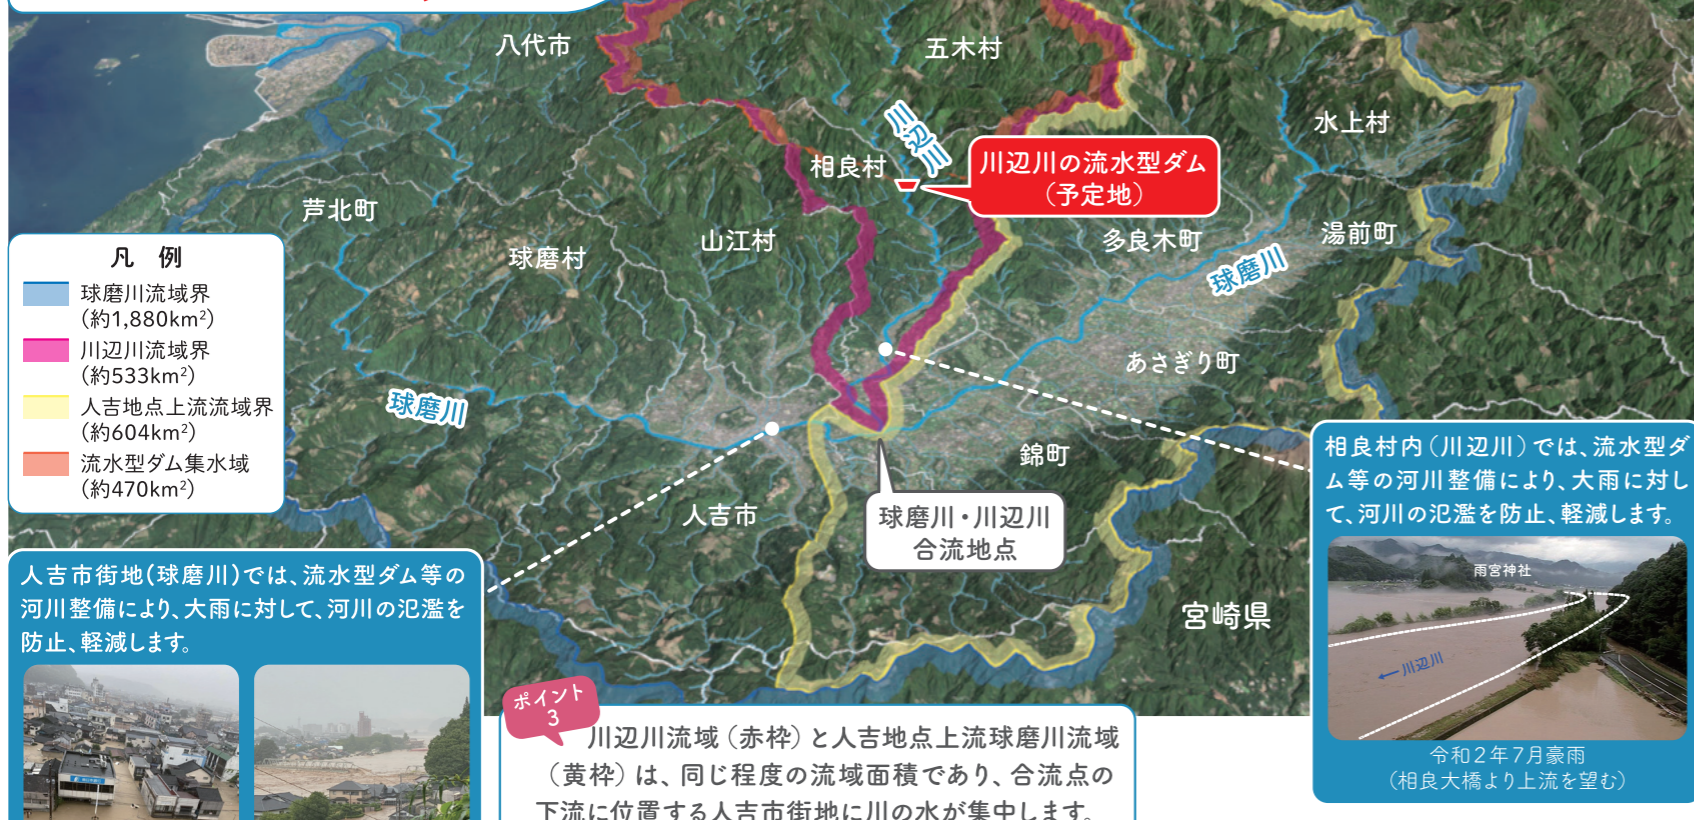 八代市
五木村
水上村
川辺川
相良村
川辺川の流水型ダム
（予定地）
芦北町
山江村
多良木町
湯前町
球磨村
球磨川
凡 例
球磨川流域界
(約1,880km²)
川辺川流域界
(約533km²)
人吉地点上流流域界
(約604km²)
流水型ダム集水域
(約470km²)
あさぎり町
球磨川
錦町
人吉市
球磨川・川辺川
合流地点
宮崎県
相良村内（川辺川）では、流水型ダ
ム等の河川整備により、大雨に対し
て、河川の氾濫を防止、軽減します。
雨宮神社
←川辺川
令和2年7月豪雨
（相良大橋より上流を望む）
人吉市街地(球磨川)では、流水型ダム等の
河川整備により、大雨に対して、河川の氾濫を
防止、軽減します。
ポイント
3
川辺川流域（赤枠）と人吉地点上流球磨川流域
（黄枠）は、同じ程度の流域面積であり、合流点の
下流に位置する人吉市街地に川の水が集中します。